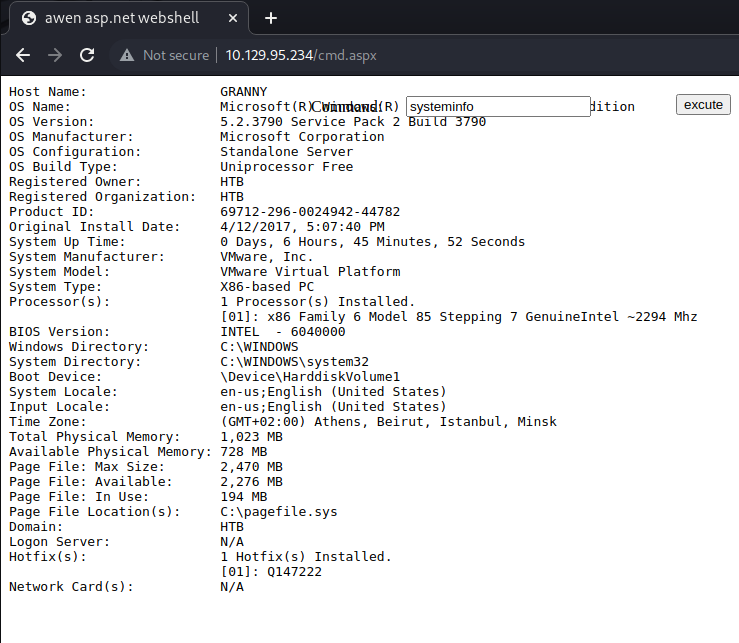 awen asp.net webshell
Not secure 10.129.95.234/cmd.aspx
Host Name: GRANNY
OS Name: Microsoft(R) Windows(R) dition
Command: systeminfo excute
OS Version: 5.2.3790 Service Pack 2 Build 3790
OS Manufacturer: Microsoft Corporation
OS Configuration: Standalone Server
OS Build Type: Uniprocessor Free
Registered Owner: HTB
Registered Organization: HTB
Product ID: 69712-296-0024942-44782
Original Install Date: 4/12/2017, 5:07:40 PM
System Up Time: 0 Days, 6 Hours, 45 Minutes, 52 Seconds
System Manufacturer: VMware, Inc.
System Model: VMware Virtual Platform
System Type: X86-based PC
Processor(s): 1 Processor(s) Installed.
[01]: x86 Family 6 Model 85 Stepping 7 GenuineIntel ~2294 Mhz
BIOS Version: INTEL - 6040000
Windows Directory: C:\WINDOWS
System Directory: C:\WINDOWS\system32
Boot Device: \Device\HarddiskVolume1
System Locale: en-us;English (United States)
Input Locale: en-us;English (United States)
Time Zone: (GMT+02:00) Athens, Beirut, Istanbul, Minsk
Total Physical Memory: 1,023 MB
Available Physical Memory: 728 MB
Page File: Max Size: 2,470 MB
Page File: Available: 2,276 MB
Page File: In Use: 194 MB
Page File Location(s): C:\pagefile.sys
Domain: HTB
Logon Server: N/A
Hotfix(s): 1 Hotfix(s) Installed.
[01]: Q147222
Network Card(s): N/A